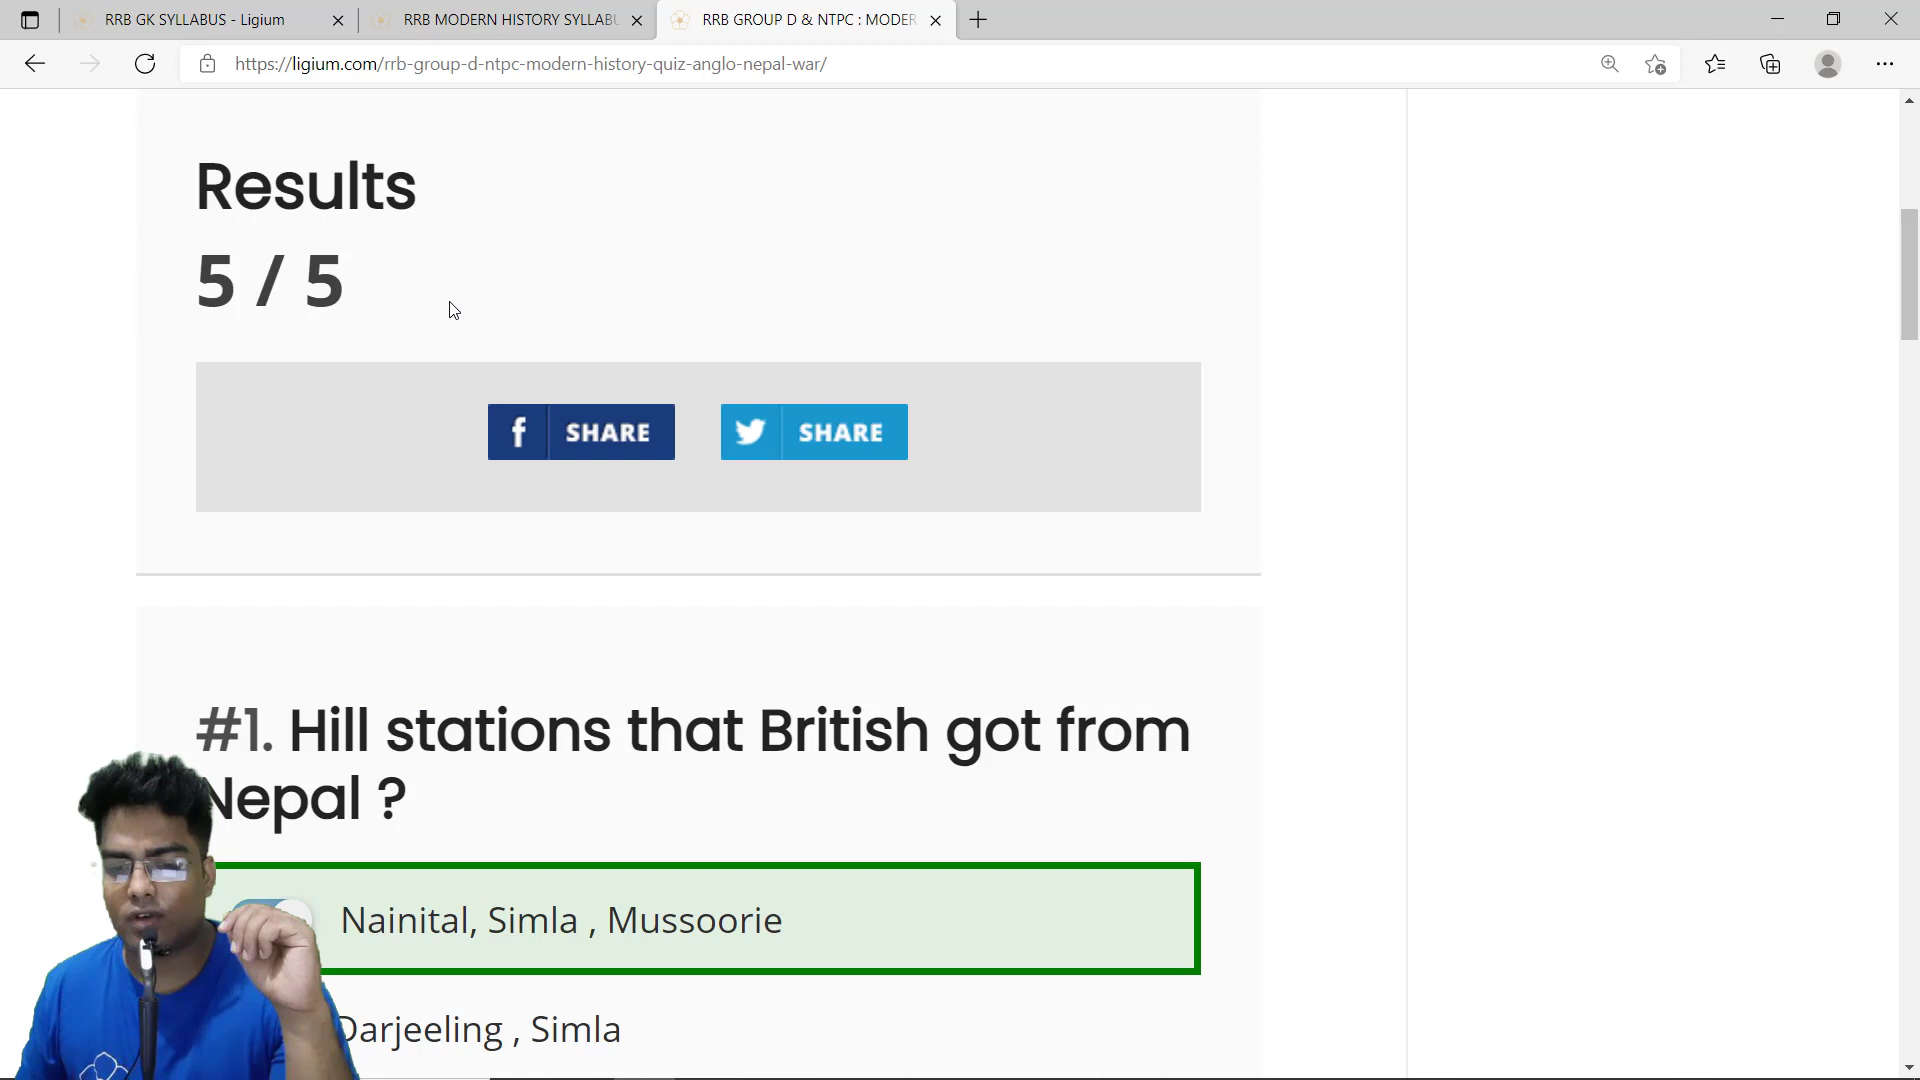 RRB GK SYLLABUS - Ligium
RRB MODERN HISTORY SYLLABU
RRB GROUP D & NTPC : MODER
https://ligium.com/rrb-group-d-ntpc-modern-history-quiz-anglo-nepal-war/
Results
5 / 5
f SHARE
SHARE
#1. Hill stations that British got from
Nepal ?
Nainital, Simla , Mussoorie
Darjeeling , Simla